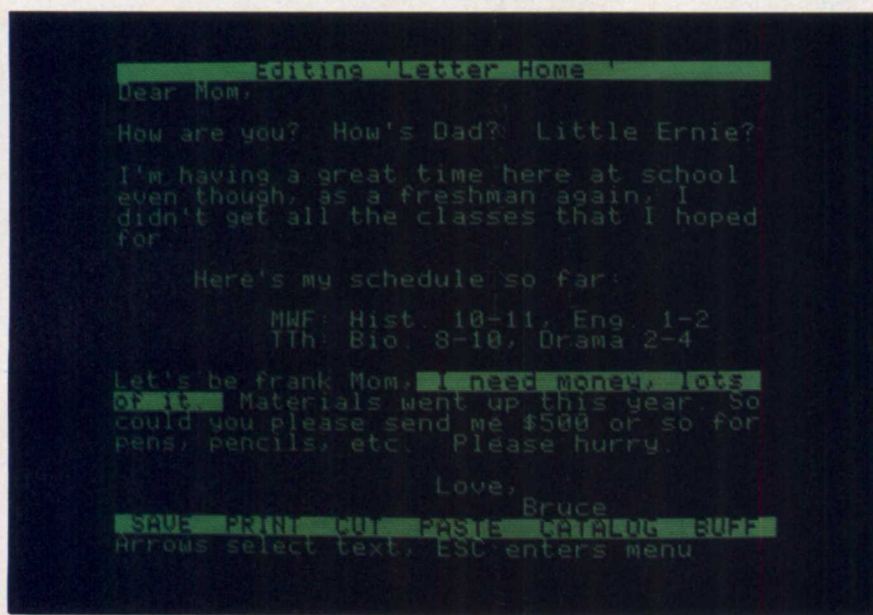 Editing 'Letter Home '
Dear Mom,
How are you? How's Dad? Little Ernie?
I'm having a great time here at school
even though, as a freshman again, I
didn't get all the classes that I hoped
for.
Here's my schedule so far:
MWF: Hist. 10-11, Eng. 1-2
TTh: Bio. 8-10, Drama 2-4
Let's be frank Mom, I need money, lots
of it. Materials went up this year. So
could you please send me $500 or so for
pens, pencils, etc. Please hurry.
Love,
Bruce
SAVE PRINT CUT PASTE CATALOG BUFF
Arrows select text, ESC enters menu